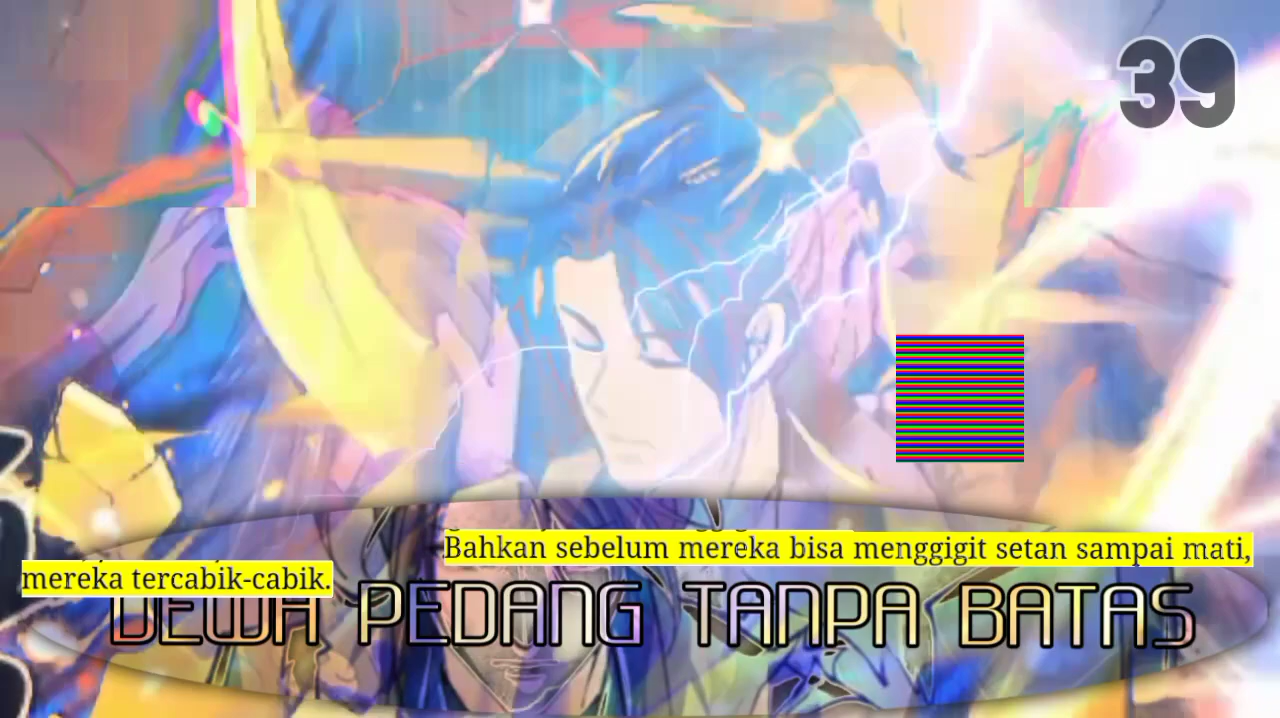 39
Bahkan sebelum mereka bisa menggigit setan sampai mati,
mereka tercabik-cabik.
DEWA PEDANG TANPA BATAS